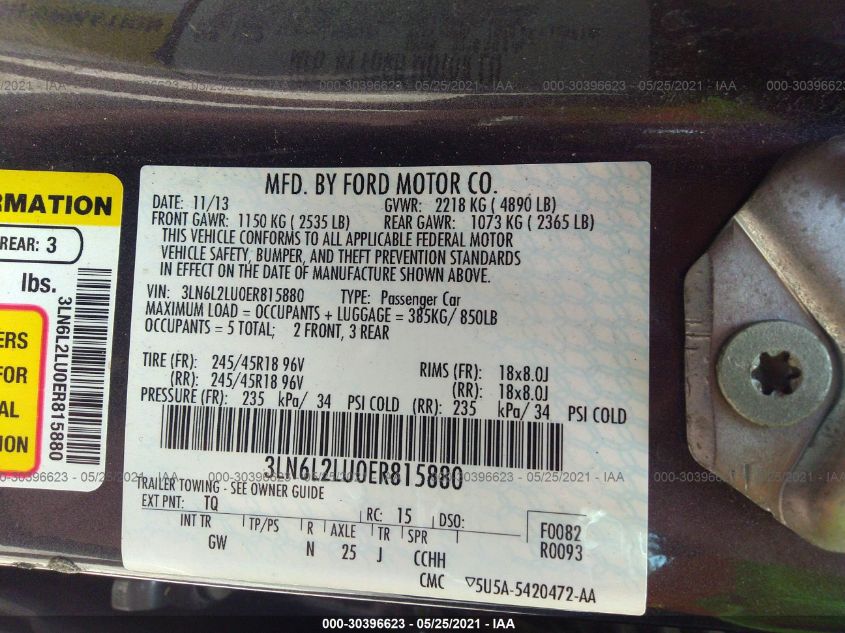 000-30396623 - 05/25/2021 - IAA
RMATION
REAR: 3
lbs.
3LN6L2LU0ER815880
ERS
FOR
AL
ION
MFD. BY FORD MOTOR CO.
DATE: 11/13 GVWR: 2218 KG ( 4890 LB)
FRONT GAWR: 1150 KG ( 2535 LB) REAR GAWR: 1073 KG ( 2365 LB)
THIS VEHICLE CONFORMS TO ALL APPLICABLE FEDERAL MOTOR
VEHICLE SAFETY, BUMPER, AND THEFT PREVENTION STANDARDS
IN EFFECT ON THE DATE OF MANUFACTURE SHOWN ABOVE.
VIN: 3LN6L2LU0ER815880 TYPE: Passenger Car
MAXIMUM LOAD = OCCUPANTS + LUGGAGE = 385KG/ 850LB
OCCUPANTS = 5 TOTAL; 2 FRONT, 3 REAR
TIRE (FR): 245/45R18 96V RIMS (FR): 18x8.0J
(RR): 245/45R18 96V (RR): 18x8.0J
PRESSURE (FR): 235 kPa/ 34 PSI COLD (RR): 235 kPa/ 34 PSI COLD
3LN6L2LU0ER815880
TRAILER TOWING - SEE OWNER GUIDE
EXT PNT: TQ RC: 15 DSO:
INT TR TP/PS R AXLE TR SPR F0082
GW N 25 J CCHH R0093
CMC ▽5U5A-5420472-AA
000-30396623 - 05/25/2021 - IAA